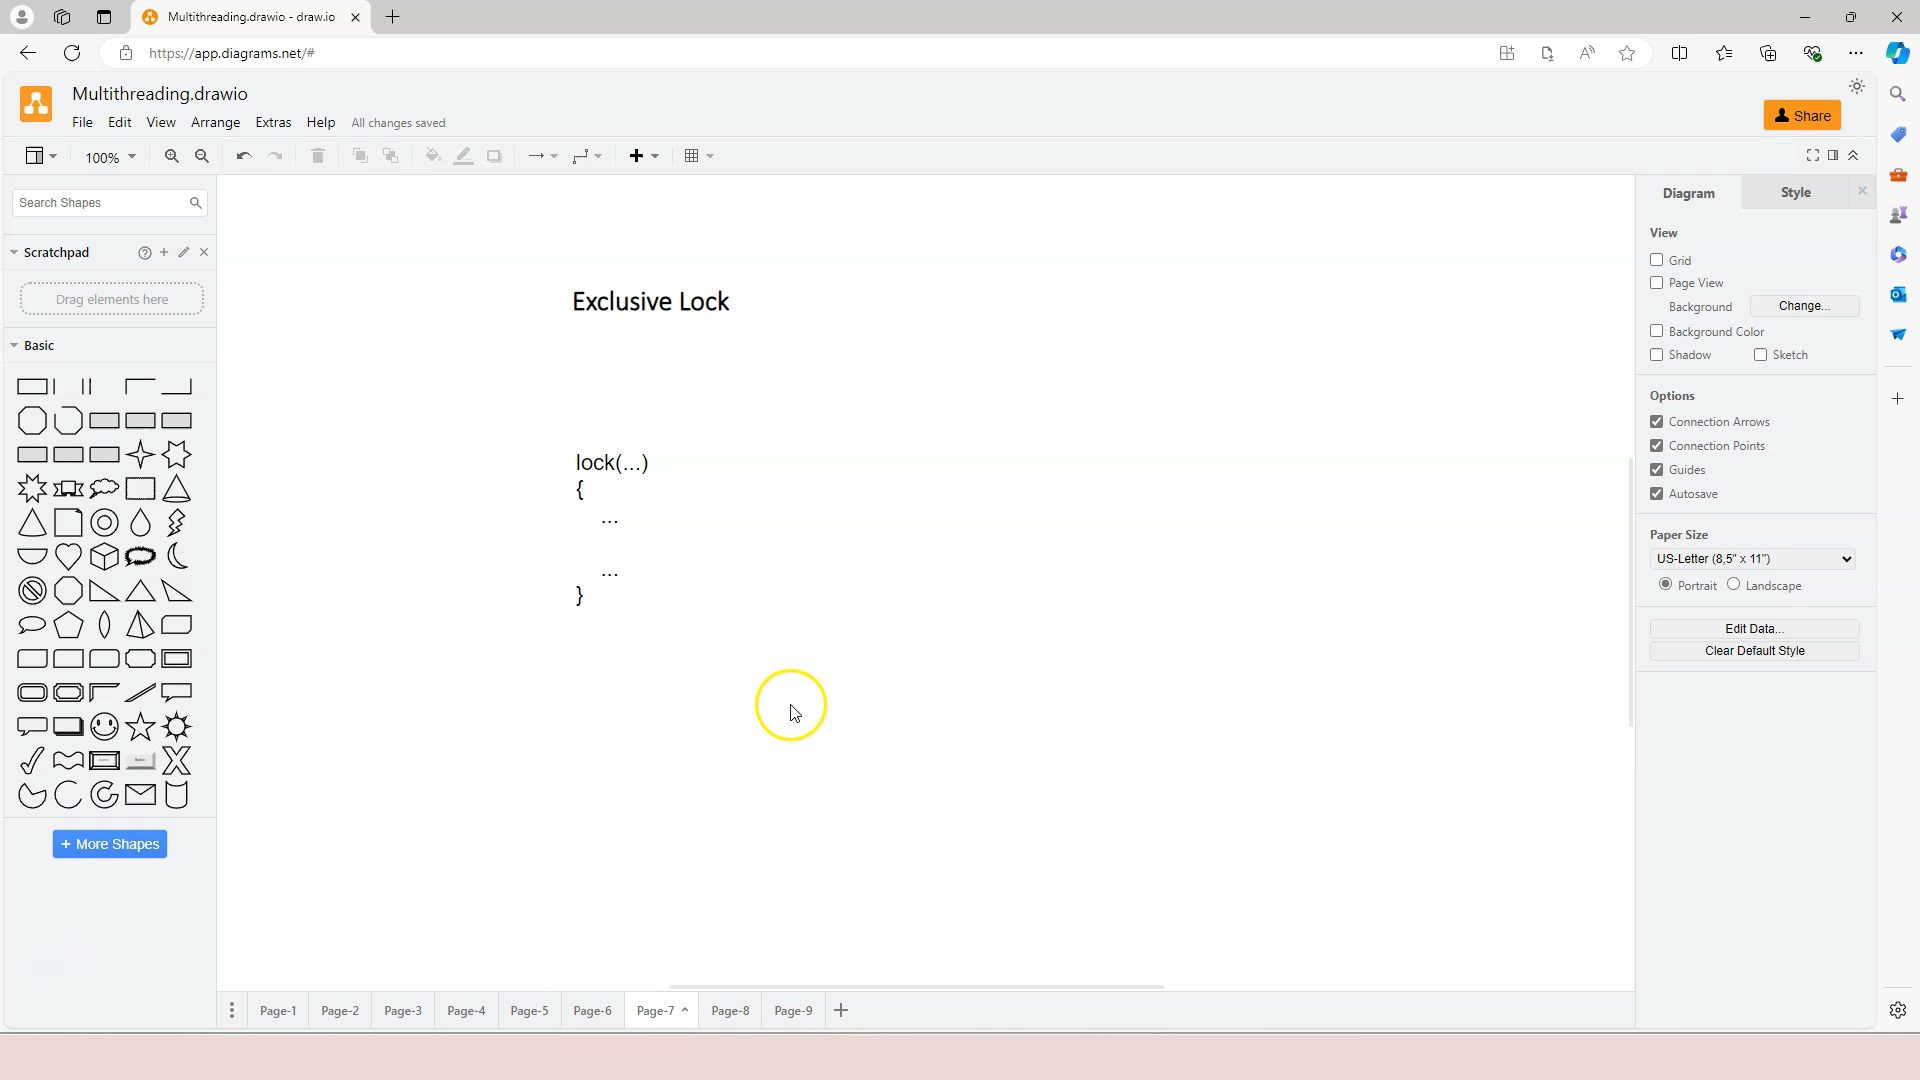 Multithreading.drawio - draw.io
https://app.diagrams.net/#
Multithreading.drawio
File Edit View Arrange Extras Help All changes saved
Share
100%
Search Shapes
Scratchpad
Drag elements here
Basic
+ More Shapes
Exclusive Lock
lock(...)
{
...
...
}
Diagram Style
View
Grid
Page View
Background Change...
Background Color
Shadow Sketch
Options
Connection Arrows
Connection Points
Guides
Autosave
Paper Size
US-Letter (8,5" x 11")
Portrait Landscape
Edit Data...
Clear Default Style
Page-1 Page-2 Page-3 Page-4 Page-5 Page-6 Page-7 Page-8 Page-9